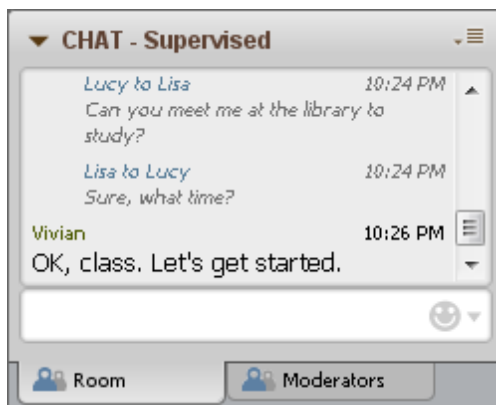 CHAT - Supervised
Lucy to Lisa 10:24 PM
Can you meet me at the library to
study?
Lisa to Lucy 10:24 PM
Sure, what time?
Vivian 10:26 PM
OK, class. Let's get started.
Room Moderators